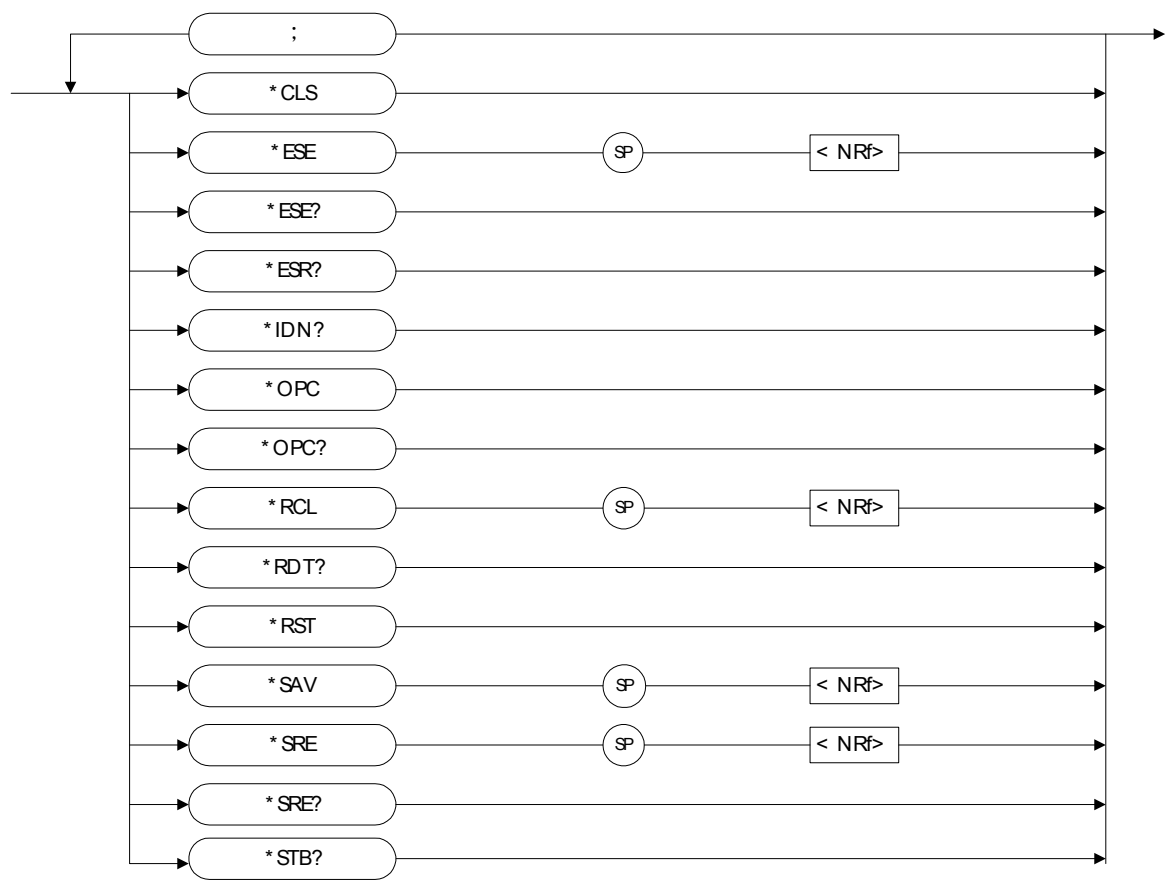 ;
*CLS
*ESE SP < NRf>
*ESE?
*ESR?
*IDN?
*OPC
*OPC?
*RCL SP < NRf>
*RDT?
*RST
*SAV SP < NRf>
*SRE SP < NRf>
*SRE?
*STB?